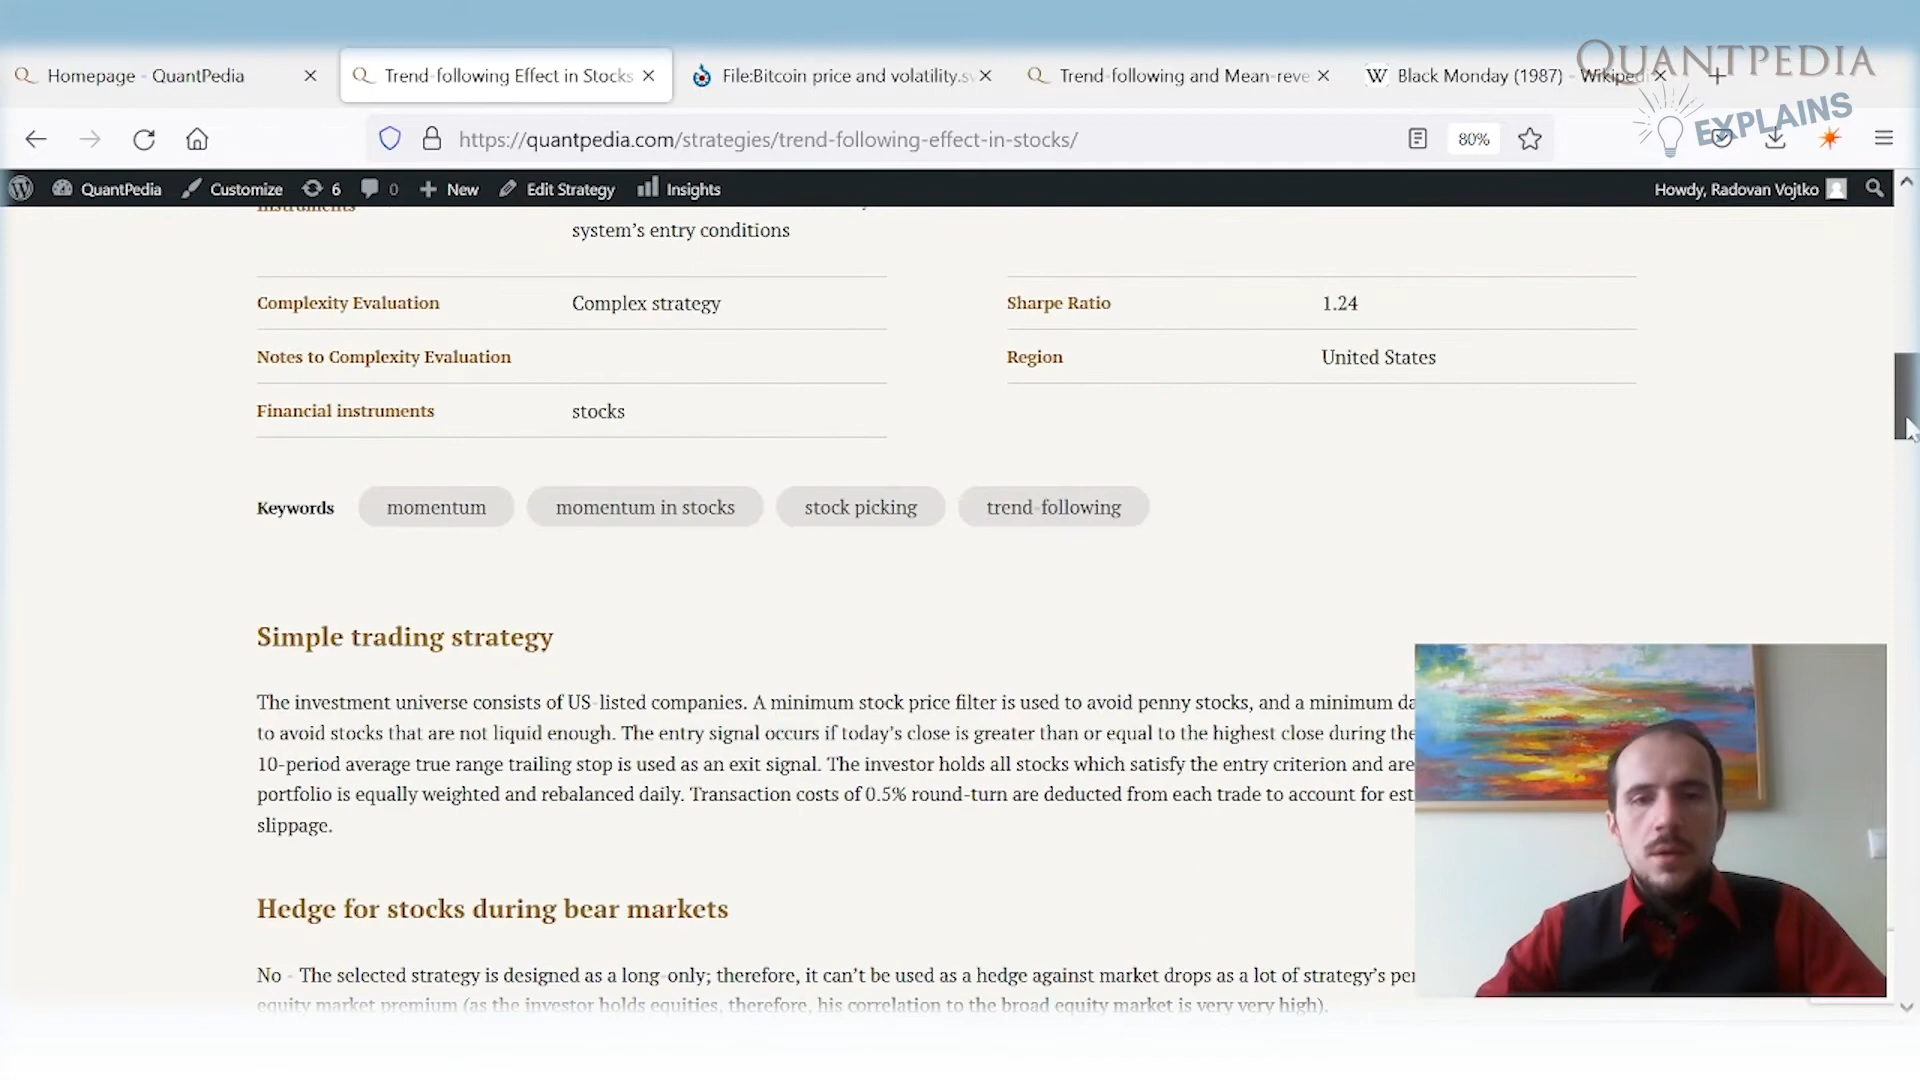 QUANTPEDIA
EXPLAINS
Homepage - QuantPedia
Trend-following Effect in Stocks
File:Bitcoin price and volatility.sv
Trend-following and Mean-reve
Black Monday (1987) - Wikiped
https://quantpedia.com/strategies/trend-following-effect-in-stocks/
80%
QuantPedia Customize 6 0 New Edit Strategy Insights
Howdy, Radovan Vojtko
Instruments
system's entry conditions
Complexity Evaluation Complex strategy
Sharpe Ratio 1.24
Notes to Complexity Evaluation
Region United States
Financial instruments stocks
Keywords momentum momentum in stocks stock picking trend-following
Simple trading strategy
The investment universe consists of US-listed companies. A minimum stock price filter is used to avoid penny stocks, and a minimum da
to avoid stocks that are not liquid enough. The entry signal occurs if today's close is greater than or equal to the highest close during the
10-period average true range trailing stop is used as an exit signal. The investor holds all stocks which satisfy the entry criterion and are
portfolio is equally weighted and rebalanced daily. Transaction costs of 0.5% round-turn are deducted from each trade to account for est
slippage.
Hedge for stocks during bear markets
No - The selected strategy is designed as a long-only; therefore, it can't be used as a hedge against market drops as a lot of strategy's per
equity market premium (as the investor holds equities, therefore, his correlation to the broad equity market is very very high).